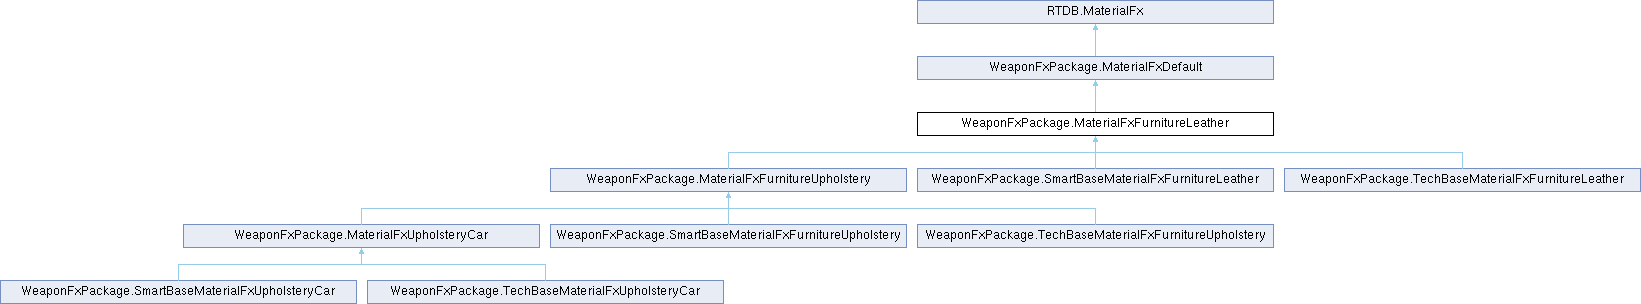 RTDB.MaterialFx
WeaponFxPackage.MaterialFxDefault
WeaponFxPackage.MaterialFxFurnitureLeather
WeaponFxPackage.MaterialFxFurnitureUpholstery
WeaponFxPackage.SmartBaseMaterialFxFurnitureLeather
WeaponFxPackage.TechBaseMaterialFxFurnitureLeather
WeaponFxPackage.MaterialFxUpholsteryCar
WeaponFxPackage.SmartBaseMaterialFxFurnitureUpholstery
WeaponFxPackage.TechBaseMaterialFxFurnitureUpholstery
WeaponFxPackage.SmartBaseMaterialFxUpholsteryCar
WeaponFxPackage.TechBaseMaterialFxUpholsteryCar